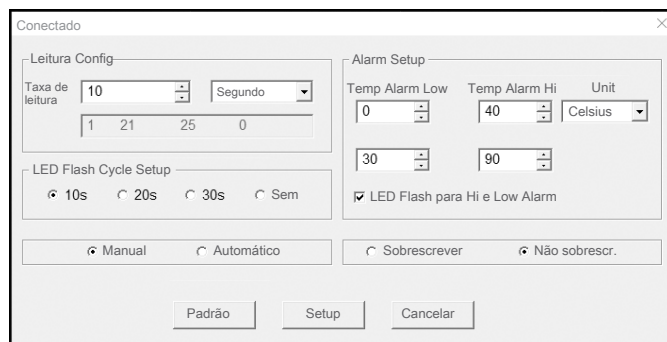 Conectado
Leitura Config
Taxa de leitura
10
Segundo
1 21 25 0
LED Flash Cycle Setup
10s 20s 30s Sem
Alarm Setup
Temp Alarm Low Temp Alarm Hi Unit
0 40 Celsius
30 90
LED Flash para Hi e Low Alarm
Manual Automático
Sobrescrever Não sobrescr.
Padrão Setup Cancelar